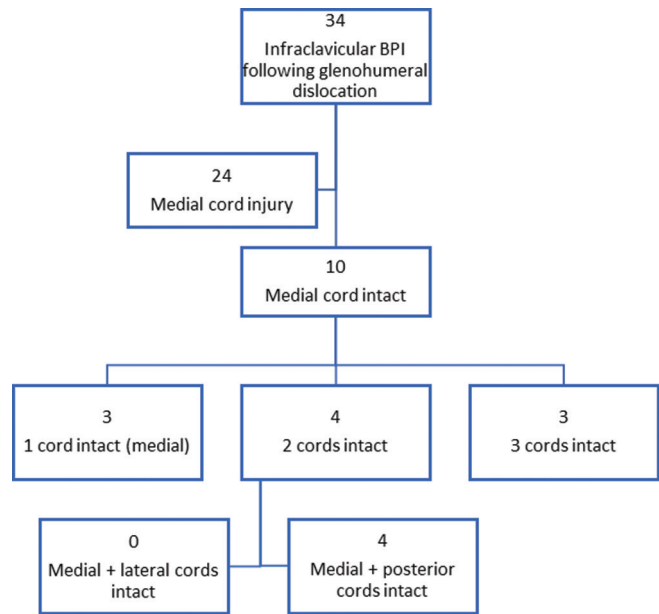 34
Infraclavicular BPI
following glenohumeral
dislocation
24
Medial cord injury
10
Medial cord intact
3
1 cord intact (medial)
4
2 cords intact
3
3 cords intact
0
Medial + lateral cords
intact
4
Medial + posterior
cords intact